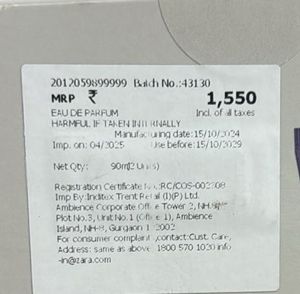 2012059899999 Batch No.:43130
MRP ₹ 1,550
EAU DE PARFUM Incl. of all taxes
HARMFUL IF TAKEN INTERNALLY
Manufacturing date:15/10/2024
Imp. on: 04/2025 Use before:15/10/2029
Net Qty: 90ml(2 Units)
Registration Certificate No.:RC/COS-002308
Imp By:Inditex Trent Retail (I)P) Ltd.
Ambience Corporate Office Tower 2, NH-8
Plot No.3, Unit No.1 (Office 1), Ambience
Island, NH-8, Gurgaon 122002
For consumer complaint ,contact:Cust. Care,
Address: same as above 1800 570 1020 info
-in@zara.com